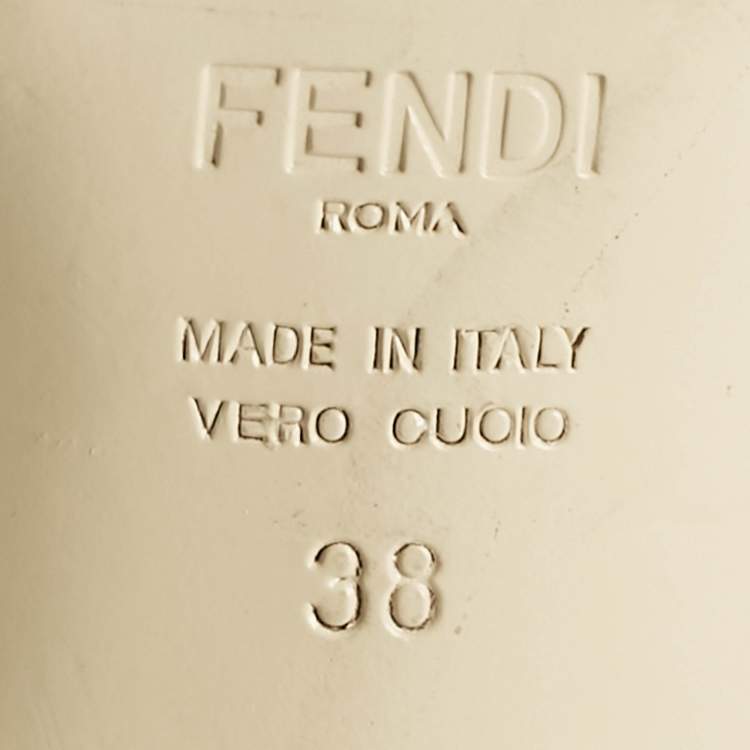 FENDI
ROMA
MADE IN ITALY
VERO CUOIO
38